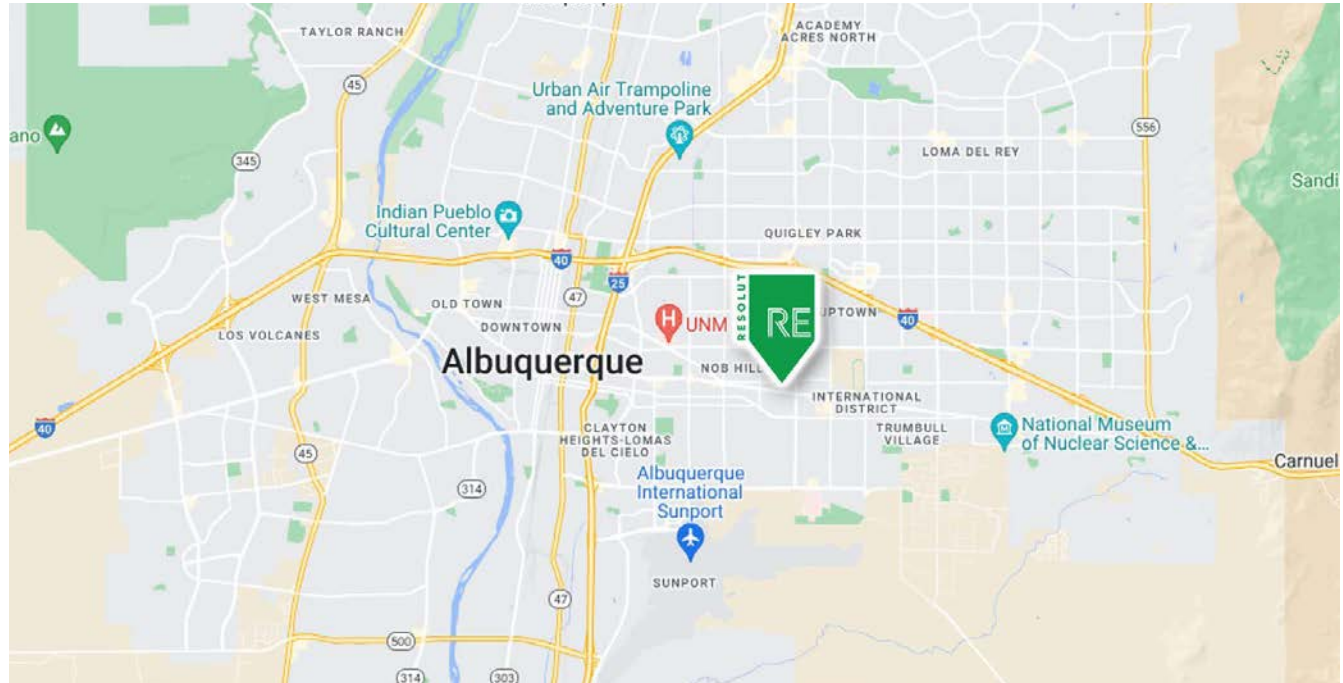 TAYLOR RANCH
ACADEMY
ACRES NORTH
45
Urban Air Trampoline
and Adventure Park
556
ano
345
LOMA DEL REY
Sandi
Indian Pueblo
Cultural Center
QUIGLEY PARK
40
25
47
WEST MESA
OLD TOWN
RESOLUT
RE
UPTOWN
40
LOS VOLCANES
DOWNTOWN
UNM
H
Albuquerque
NOB HILL
INTERNATIONAL
DISTRICT
40
CLAYTON
HEIGHTS-LOMAS
DEL CIELO
TRUMBULL
VILLAGE
National Museum
of Nuclear Science &...
45
Carnuel
314
Albuquerque
International
Sunport
SUNPORT
47
500
314
303